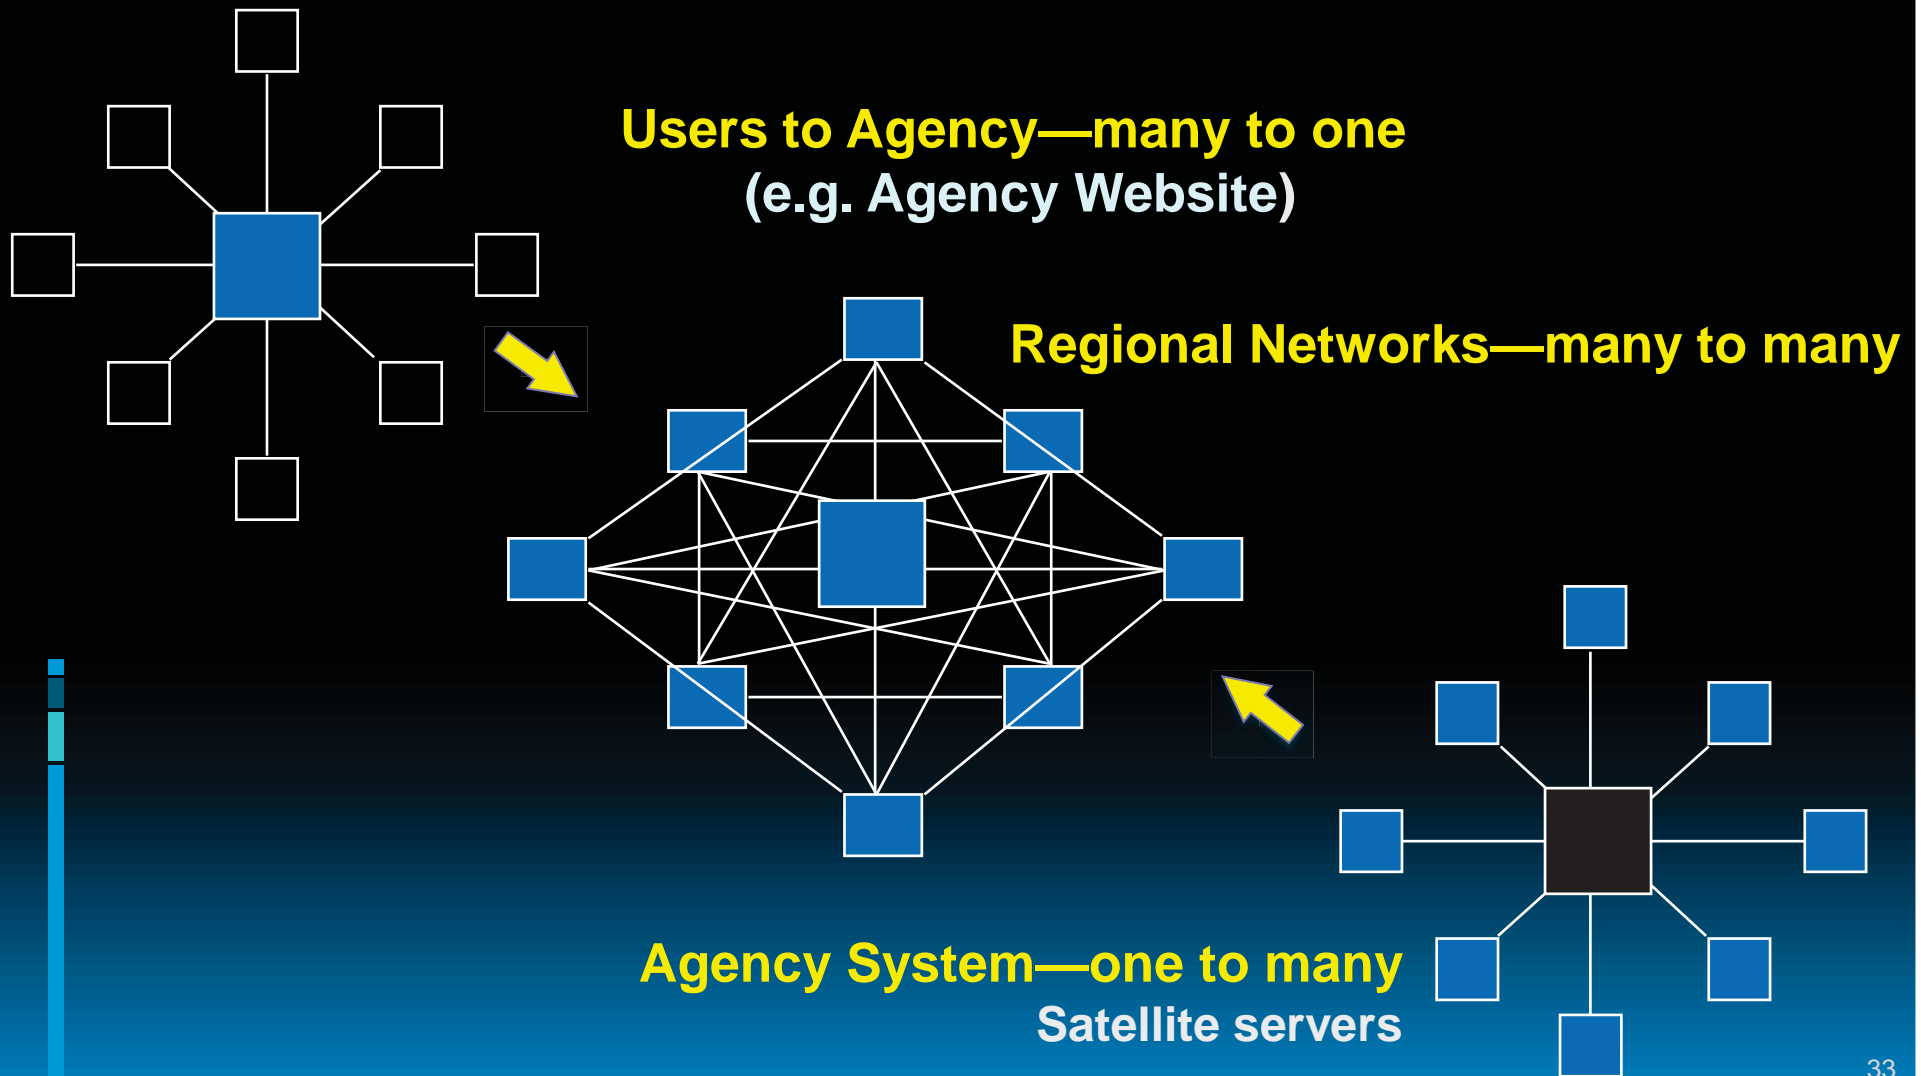 Users to Agency—many to one
(e.g. Agency Website)
Regional Networks—many to many
Agency System—one to many
Satellite servers
33